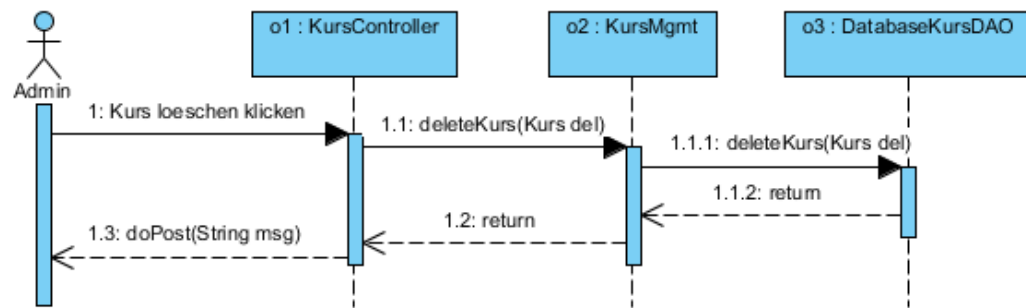 o1 : KursController
o2 : KursMgmt
o3 : DatabaseKursDAO
Admin
1: Kurs loeschen klicken
1.1: deleteKurs(Kurs del)
1.1.1: deleteKurs(Kurs del)
1.1.2: return
1.2: return
1.3: doPost(String msg)